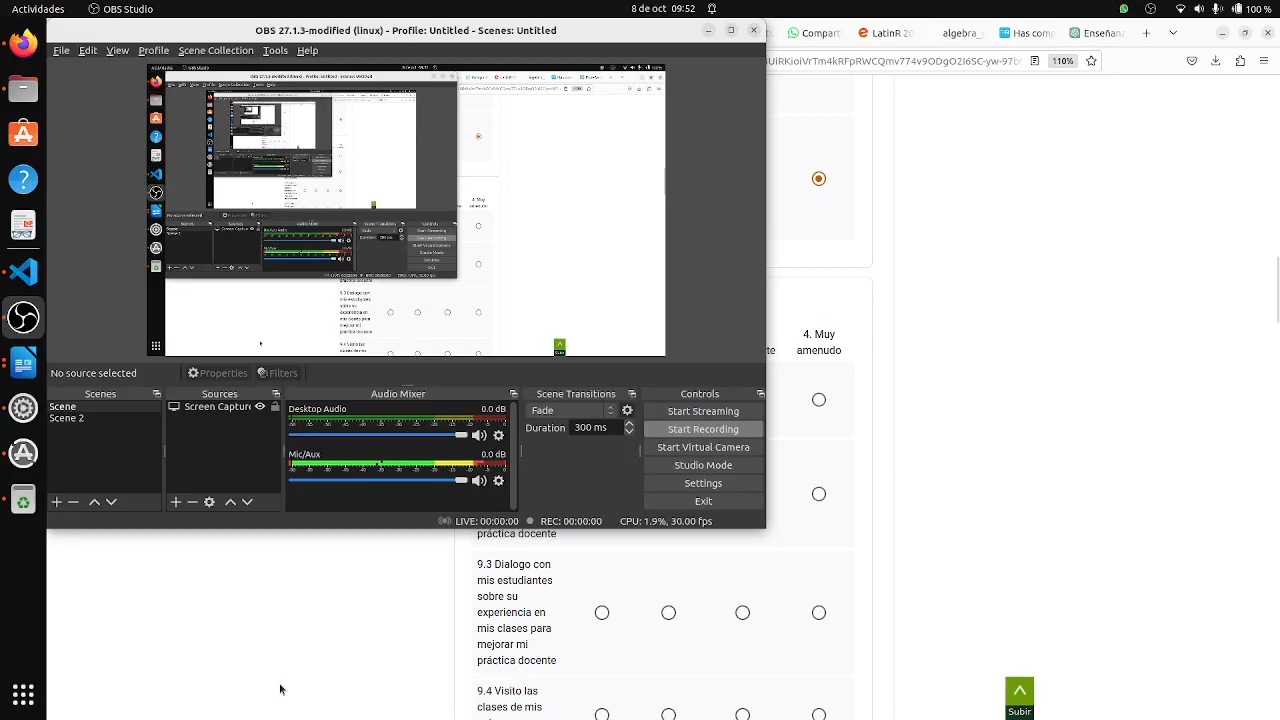 Actividades
OBS Studio
8 de oct 09:52
100 %
OBS 27.1.3-modified (linux) - Profile: Untitled - Scenes: Untitled
Comparti
LatinR 20
algebra_
Has comp
Enseñan
File Edit View Profile Scene Collection Tools Help
110%
4. Muy
amenudo
No source selected
Properties
Filters
Scenes
Sources
Audio Mixer
Scene Transitions
Controls
Scene
Scene 2
Screen Capture
Desktop Audio
0.0 dB
Mic/Aux
0.0 dB
Fade
Duration 300 ms
Start Streaming
Start Recording
Start Virtual Camera
Studio Mode
Settings
Exit
LIVE: 00:00:00
REC: 00:00:00
CPU: 1.9%, 30.00 fps
práctica docente
9.3 Dialogo con
mis estudiantes
sobre su
experiencia en
mis clases para
mejorar mi
práctica docente
9.4 Visito las
clases de mis
Subir